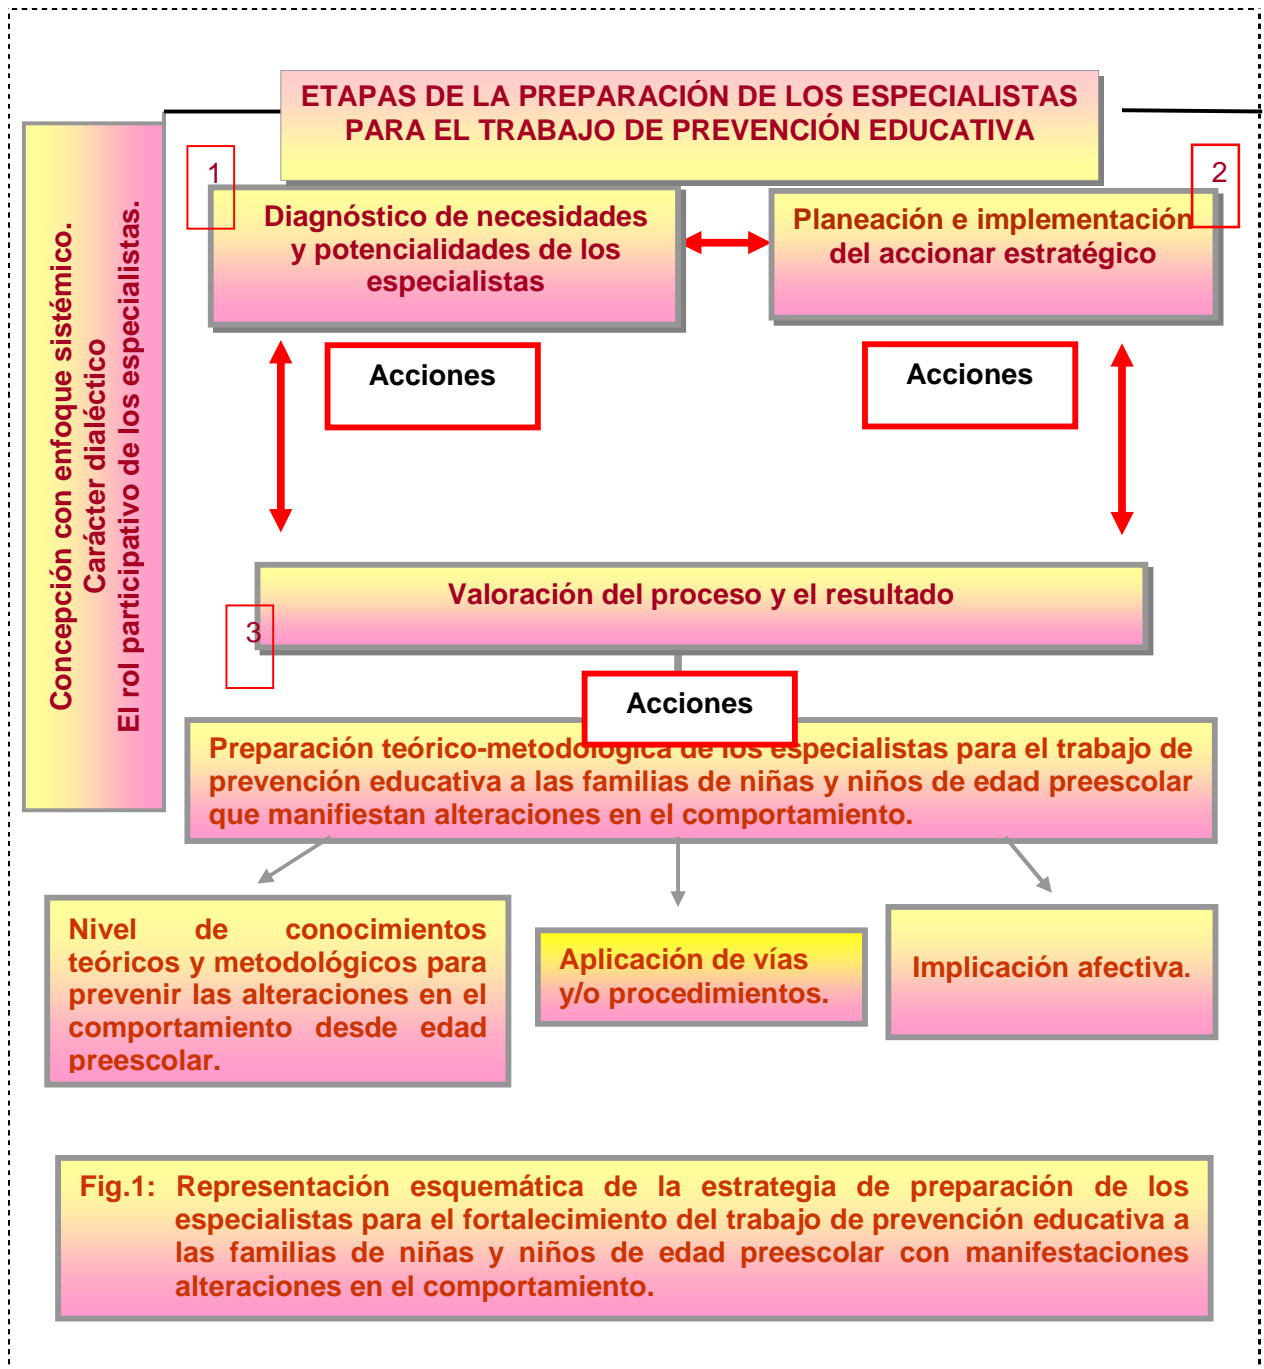 ETAPAS DE LA PREPARACIÓN DE LOS ESPECIALISTAS
PARA EL TRABAJO DE PREVENCIÓN EDUCATIVA
Concepción con enfoque sistémico.
Carácter dialéctico
El rol participativo de los especialistas.
1
Diagnóstico de necesidades
y potencialidades de los
especialistas
2
Planeación e implementación
del accionar estratégico
Acciones
Acciones
Valoración del proceso y el resultado
3
Acciones
Preparación teórico-metodológica de los especialistas para el trabajo de
prevención educativa a las familias de niñas y niños de edad preescolar
que manifiestan alteraciones en el comportamiento.
Nivel de conocimientos
teóricos y metodológicos para
prevenir las alteraciones en el
comportamiento desde edad
preescolar.
Aplicación de vías
y/o procedimientos.
Implicación afectiva.
Fig.1: Representación esquemática de la estrategia de preparación de los
especialistas para el fortalecimiento del trabajo de prevención educativa a
las familias de niñas y niños de edad preescolar con manifestaciones
alteraciones en el comportamiento.